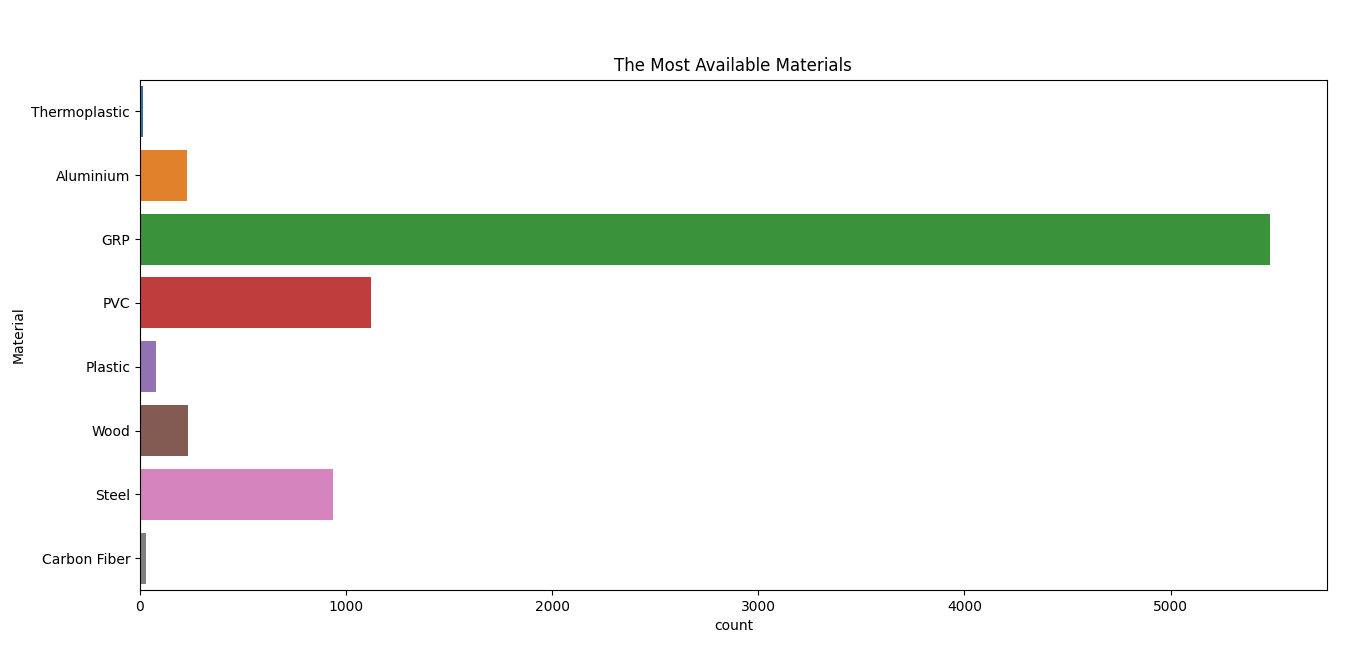 The Most Available Materials
Thermoplastic
Aluminium
GRP
PVC
Plastic
Wood
Steel
Carbon Fiber
Material
0 1000 2000 3000 4000 5000
count